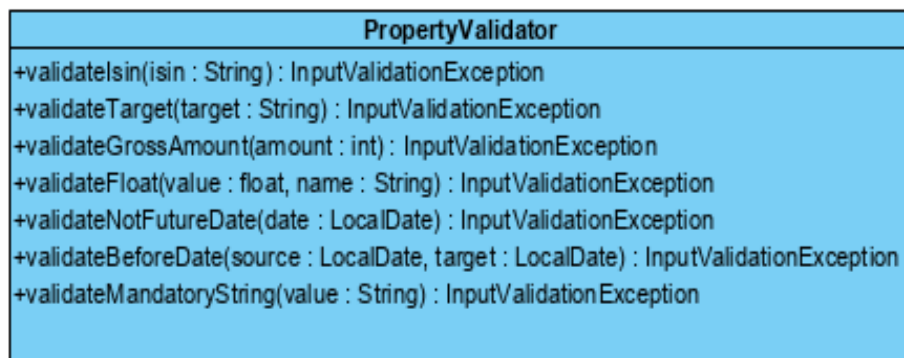 PropertyValidator
+validateIsin(isin : String) : InputValidationException
+validateTarget(target : String) : InputValidationException
+validateGrossAmount(amount : int) : InputValidationException
+validateFloat(value : float, name : String) : InputValidationException
+validateNotFutureDate(date : LocalDate) : InputValidationException
+validateBeforeDate(source : LocalDate, target : LocalDate) : InputValidationException
+validateMandatoryString(value : String) : InputValidationException